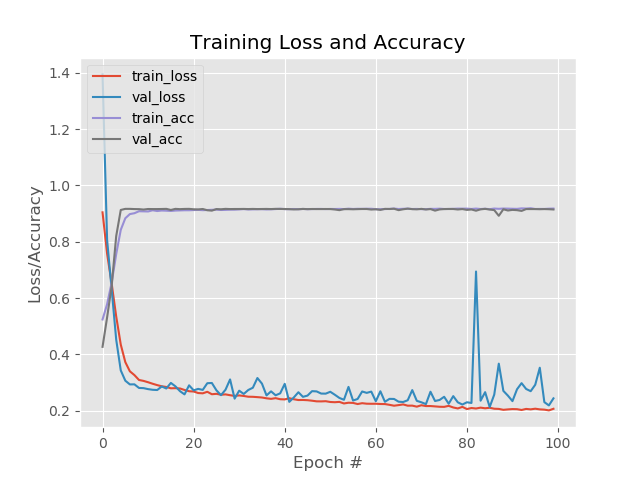 Training Loss and Accuracy
train_loss
val_loss
train_acc
val_acc
1.4
1.2
1.0
0.8
0.6
0.4
0.2
Loss/Accuracy
0 20 40 60 80 100
Epoch #